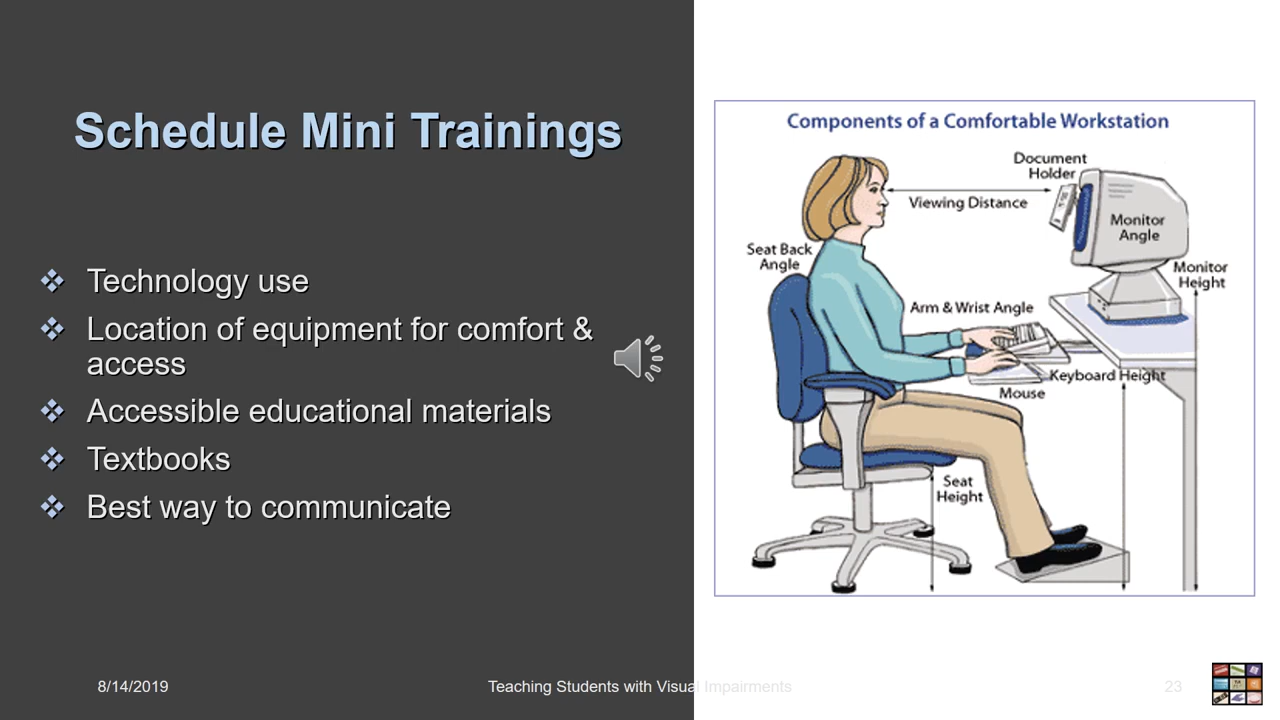 Schedule Mini Trainings
Technology use
Location of equipment for comfort &
access
Accessible educational materials
Textbooks
Best way to communicate
Components of a Comfortable Workstation
Document
Holder
Viewing Distance
Monitor
Angle
Seat Back
Angle
Monitor
Height
Arm & Wrist Angle
Keyboard Height
Mouse
Seat
Height
8/14/2019
Teaching Students with Visual Impairments
23